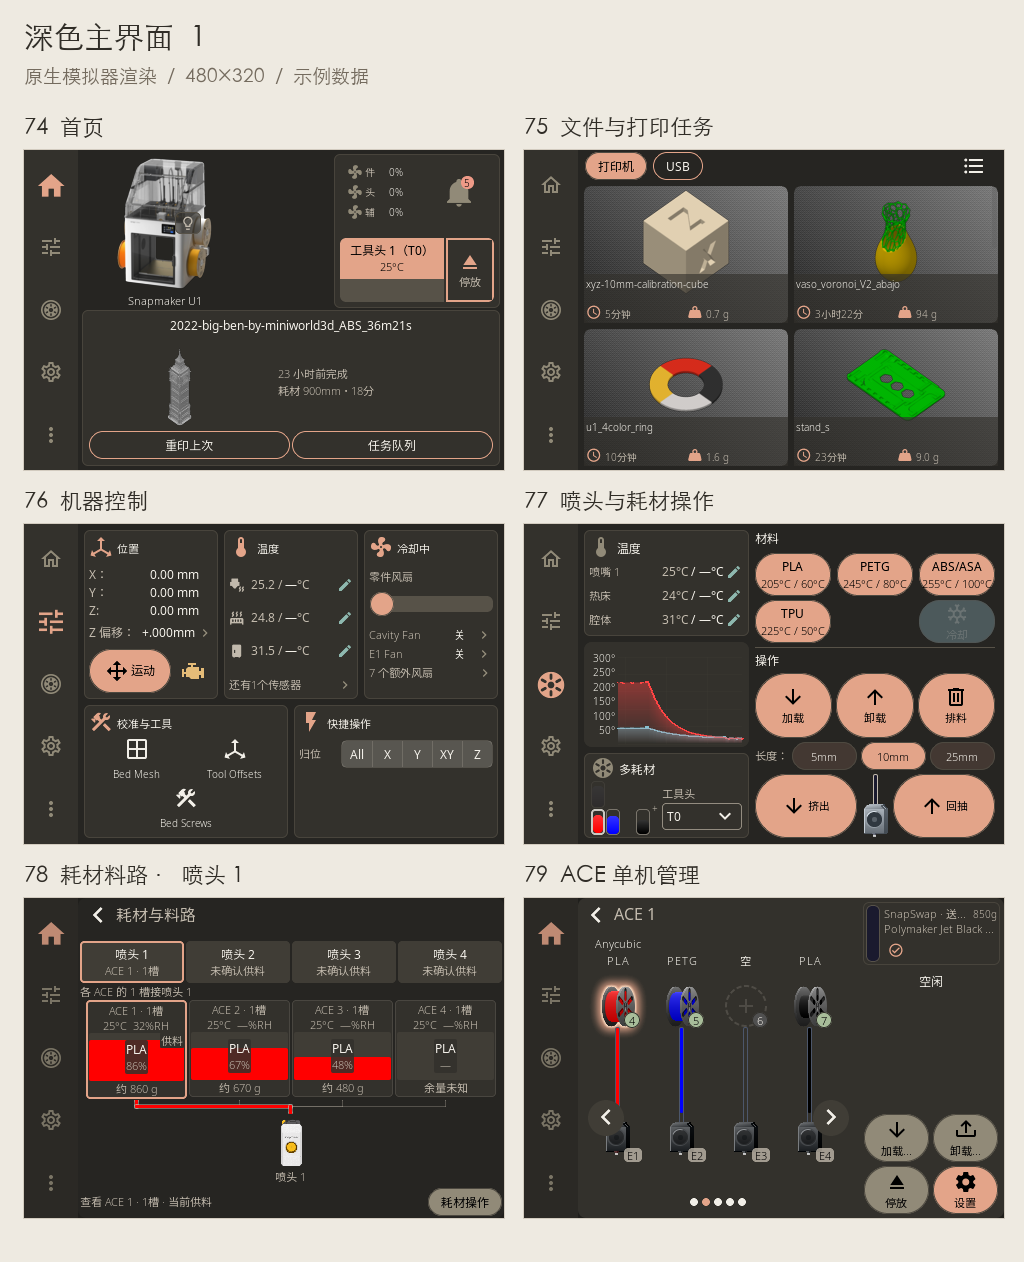 深色主界面 1
原生模拟器渲染 / 480×320 / 示例数据
74 首页
件 0%
头 0%
辅 0%
5
工具头 1（T0）
25°C
停放
Snapmaker U1
2022-big-ben-by-miniworld3d_ABS_36m21s
23 小时前完成
耗材 900mm • 18分
重印上次
任务队列
75 文件与打印任务
打印机
USB
xyz-10mm-calibration-cube
5分钟 0.7 g
vaso_voronoi_V2_abajo
3小时22分 94 g
u1_4color_ring
10分钟 1.6 g
stand_s
23分钟 9.0 g
76 机器控制
位置
X： 0.00 mm
Y： 0.00 mm
Z: 0.00 mm
Z 偏移： +.000mm
运动
温度
25.2 / —°C
24.8 / —°C
31.5 / —°C
还有1个传感器
冷却中
零件风扇
Cavity Fan 关
E1 Fan 关
7 个额外风扇
校准与工具
Bed Mesh
Tool Offsets
Bed Screws
快捷操作
归位 All X Y XY Z
77 喷头与耗材操作
温度
喷嘴 1 25°C / —°C
热床 24°C / —°C
腔体 31°C / —°C
300°
250°
200°
150°
100°
50°
多耗材
+
工具头
T0
材料
PLA
205°C / 60°C
PETG
245°C / 80°C
ABS/ASA
255°C / 100°C
TPU
225°C / 50°C
冷却
操作
加载
卸载
排料
长度： 5mm 10mm 25mm
挤出
回抽
78 耗材料路 · 喷头 1
耗材与料路
喷头 1
ACE 1 · 1槽
喷头 2
未确认供料
喷头 3
未确认供料
喷头 4
未确认供料
各 ACE 的 1 槽接喷头 1
ACE 1 · 1槽
25°C 32%RH
供料
PLA
86%
约 860 g
ACE 2 · 1槽
25°C —%RH
PLA
67%
约 670 g
ACE 3 · 1槽
25°C —%RH
PLA
48%
约 480 g
ACE 4 · 1槽
25°C —%RH
PLA
—
余量未知
喷头 1
查看 ACE 1 · 1槽 · 当前供料
耗材操作
79 ACE 单机管理
ACE 1
Anycubic
PLA PETG 空 PLA
4 5 6 7
E1 E2 E3 E4
SnapSwap · 送... 850g
Polymaker Jet Black ...
空闲
加载...
卸载...
停放
设置